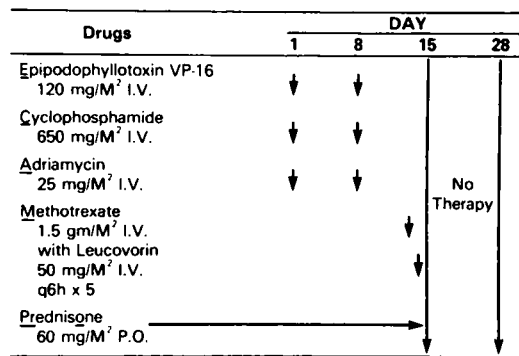 DAY
Drugs
1 8 15 28
Epipodophyllotoxin VP-16
120 mg/M² I.V.
Cyclophosphamide
650 mg/M² I.V.
Adriamycin
25 mg/M² I.V.
No
Therapy
Methotrexate
1.5 gm/M² I.V.
with Leucovorin
50 mg/M² I.V.
q6h x 5
Prednisone
60 mg/M² P.O.